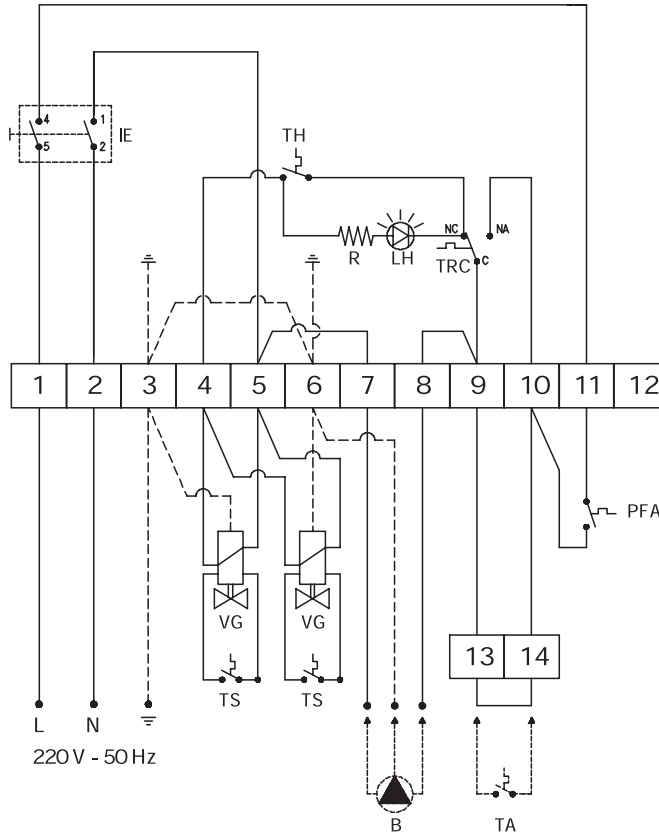 4
1
IE
5
2
TH
NC
NA
R
LH
TRC
C
1 2 3 4 5 6 7 8 9 10 11 12
PFA
VG
VG
13 14
TS
TS
L
N
220 V - 50 Hz
B
TA